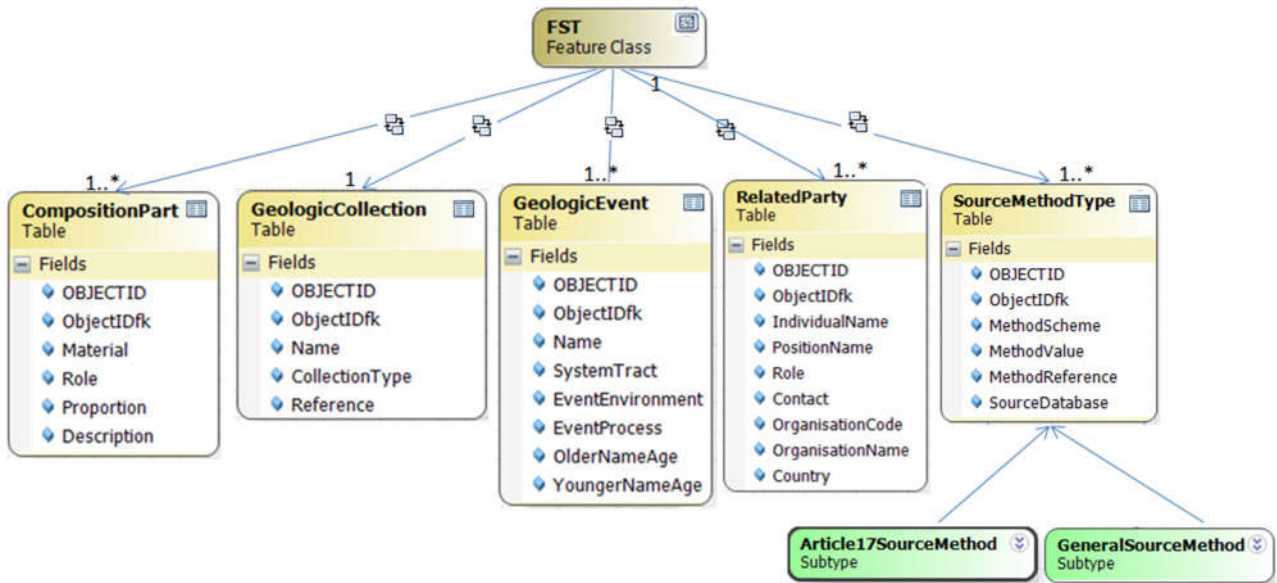 FST
Feature Class
1
1..*
1
1..*
1..*
1..*
CompositionPart
Table
Fields
OBJECTID
ObjectIDfk
Material
Role
Proportion
Description
GeologicCollection
Table
Fields
OBJECTID
ObjectIDfk
Name
CollectionType
Reference
GeologicEvent
Table
Fields
OBJECTID
ObjectIDfk
Name
SystemTract
EventEnvironment
EventProcess
OlderNameAge
YoungerNameAge
RelatedParty
Table
Fields
OBJECTID
ObjectIDfk
IndividualName
PositionName
Role
Contact
OrganisationCode
OrganisationName
Country
SourceMethodType
Table
Fields
OBJECTID
ObjectIDfk
MethodScheme
MethodValue
MethodReference
SourceDatabase
Article17SourceMethod
Subtype
GeneralSourceMethod
Subtype